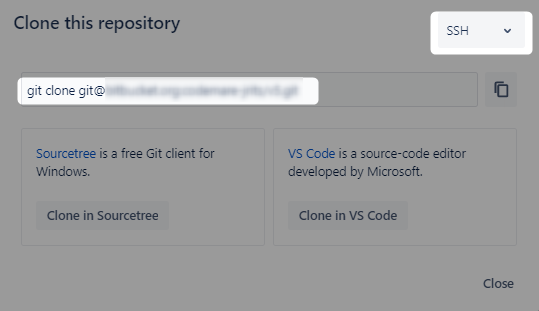 Clone this repository
SSH
git clone git@
Sourcetree is a free Git client for
Windows.
Clone in Sourcetree
VS Code is a source-code editor
developed by Microsoft.
Clone in VS Code
Close